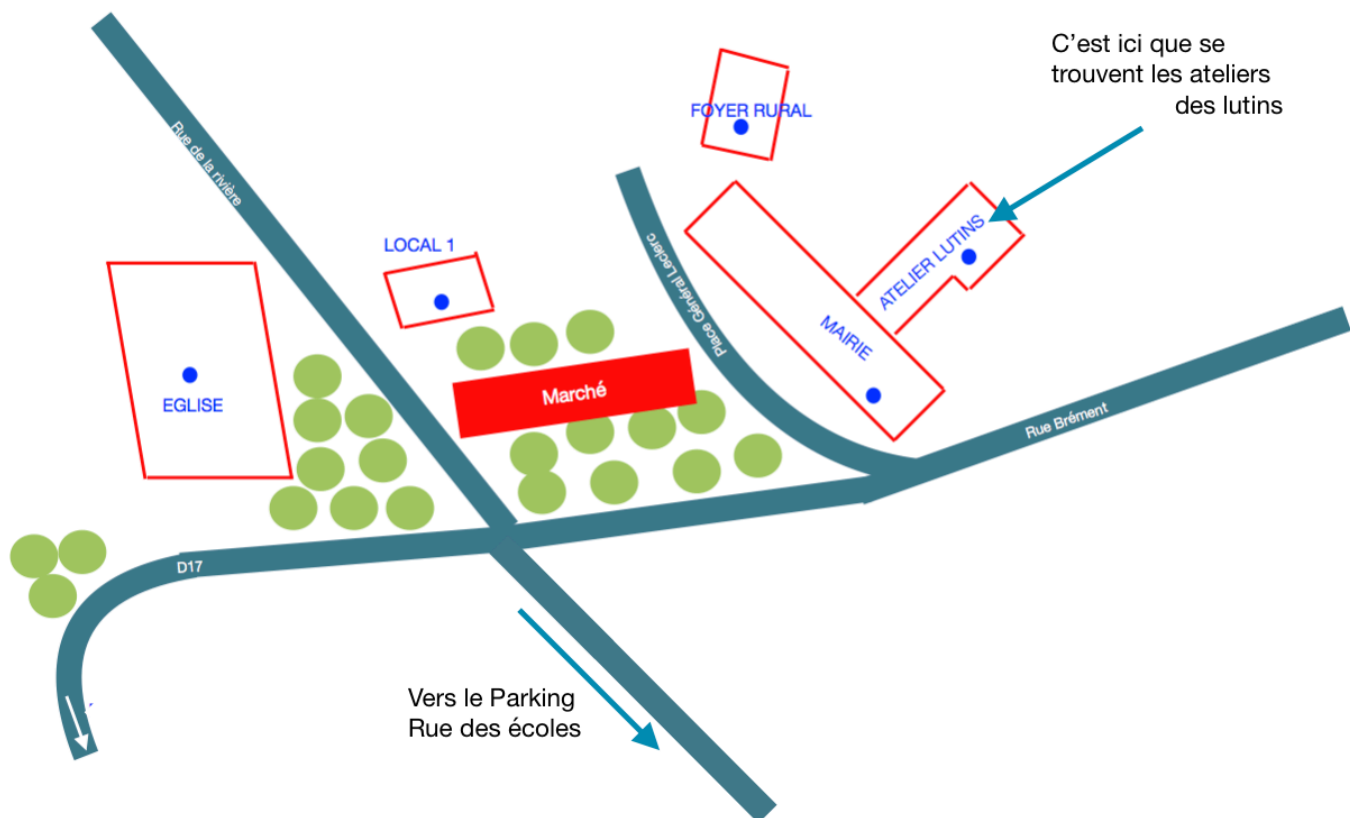 C’est ici que se
trouvent les ateliers
des lutins
FOYER RURAL
Rue de la rivière
LOCAL 1
Place Général Leclerc
ATELIER LUTINS
MAIRIE
Marché
EGLISE
Rue Brément
D17
Vers le Parking
Rue des écoles